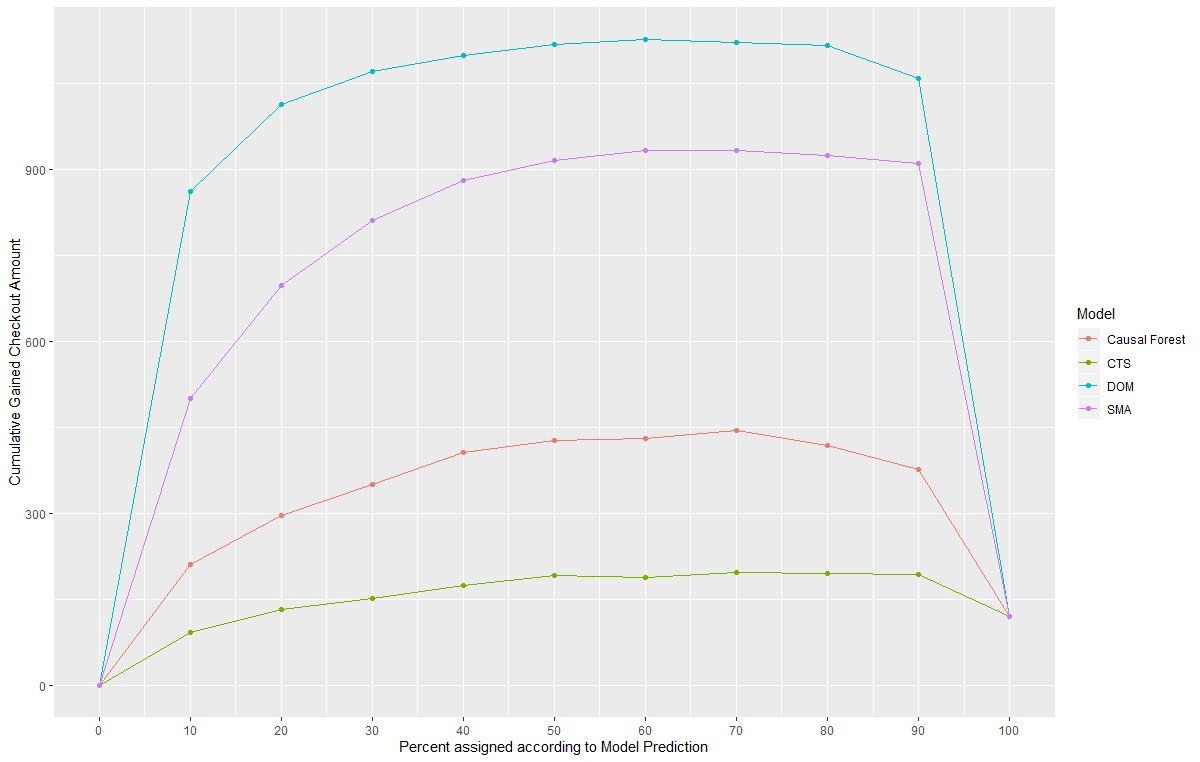 Cumulative Gained Checkout Amount
900
600
300
0
0 10 20 30 40 50 60 70 80 90 100
Percent assigned according to Model Prediction
Model
Causal Forest
CTS
DOM
SMA